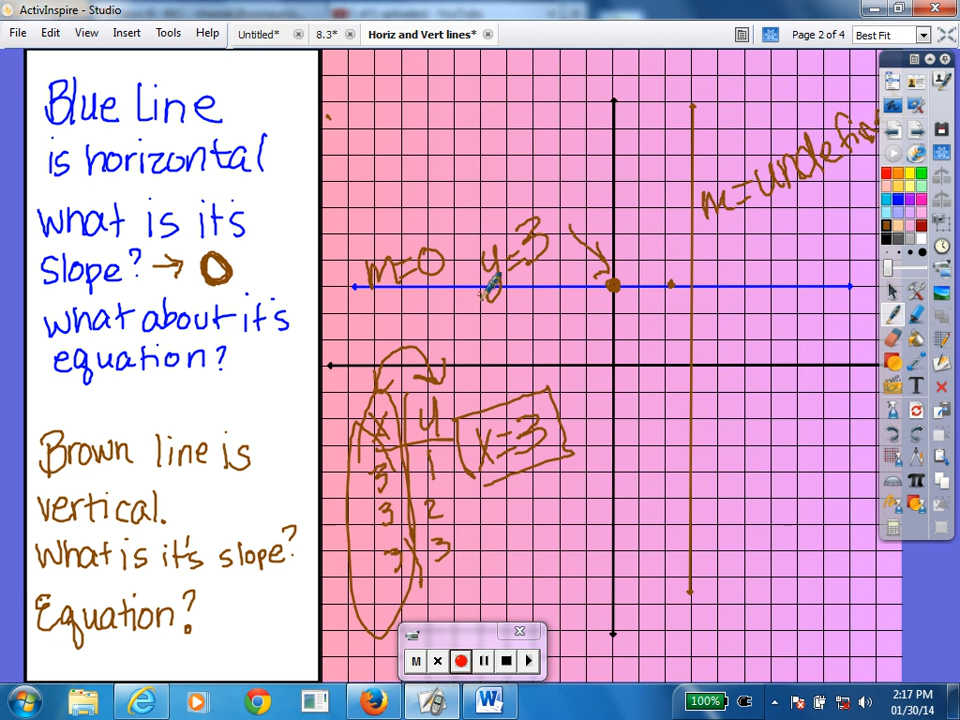 ActivInspire - Studio
File Edit View Insert Tools Help
Untitled* 8.3* Horiz and Vert lines*
Page 2 of 4
Best Fit
Blue Line
is horizontal
what is it's
slope? → 0
what about it's
equation?
Brown line is
vertical.
What is it's slope?
Equation?
m=0 y=3
m=undefin
x y
3 1
3 2
3 3
x=3
M
100%
2:17 PM
01/30/14